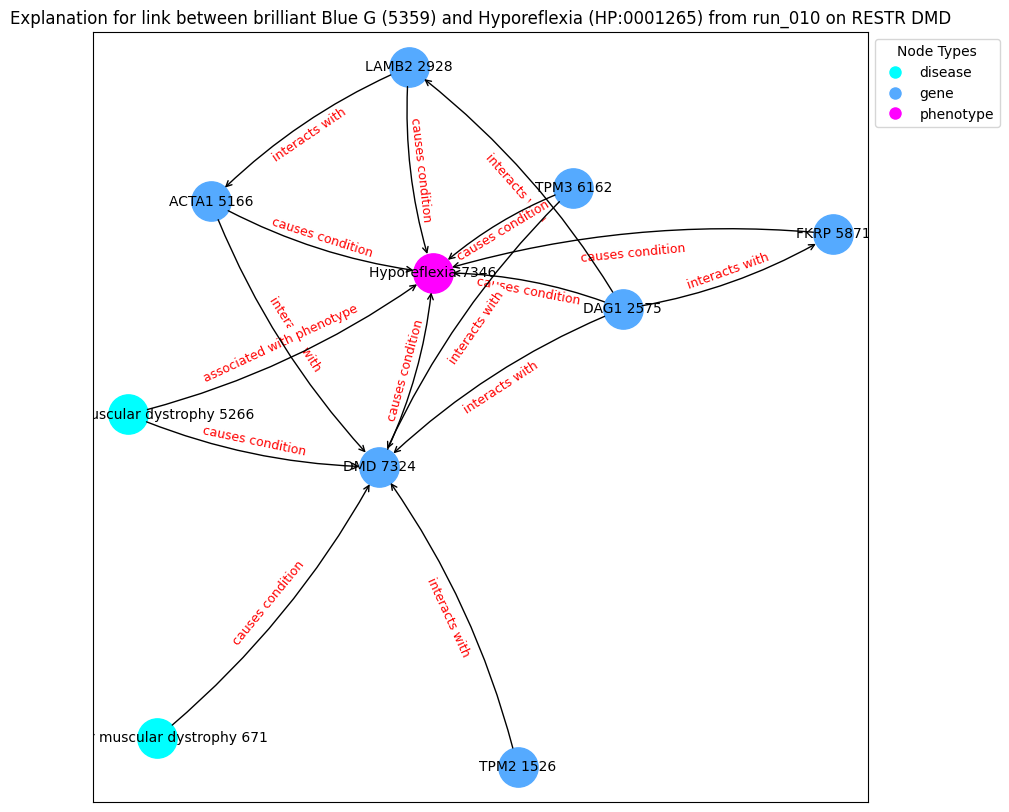 Explanation for link between brilliant Blue G (5359) and Hyporeflexia (HP:0001265) from run_010 on RESTR DMD
Node Types
disease
gene
phenotype
LAMB2 2928
interacts with
causes condition
interacts
TPM3 6162
ACTA1 5166
causes condition
causes condition
FKRP 5871
causes condition
interacts with
Hyporeflexia 7346
causes condition
DAG1 2575
with
interacts with
associated with phenotype
causes condition
interacts with
muscular dystrophy 5266
causes condition
DMD 7324
causes condition
interacts with
muscular dystrophy 671
TPM2 1526